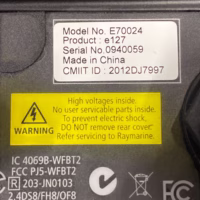 Model No. E70024
Product : e127
Serial No.0940059
Made in China
CMIIT ID : 2012DJ7997
WARNING
High voltages inside.
No user servicable parts inside.
To prevent electric shock.
DO NOT remove cover.
Refer servicing to Raymarine.
IC 4069B-WFBT2
FCC PJ5-WFBT2
R 203-JN0103
2.4DS8/FH8/OF8
FC